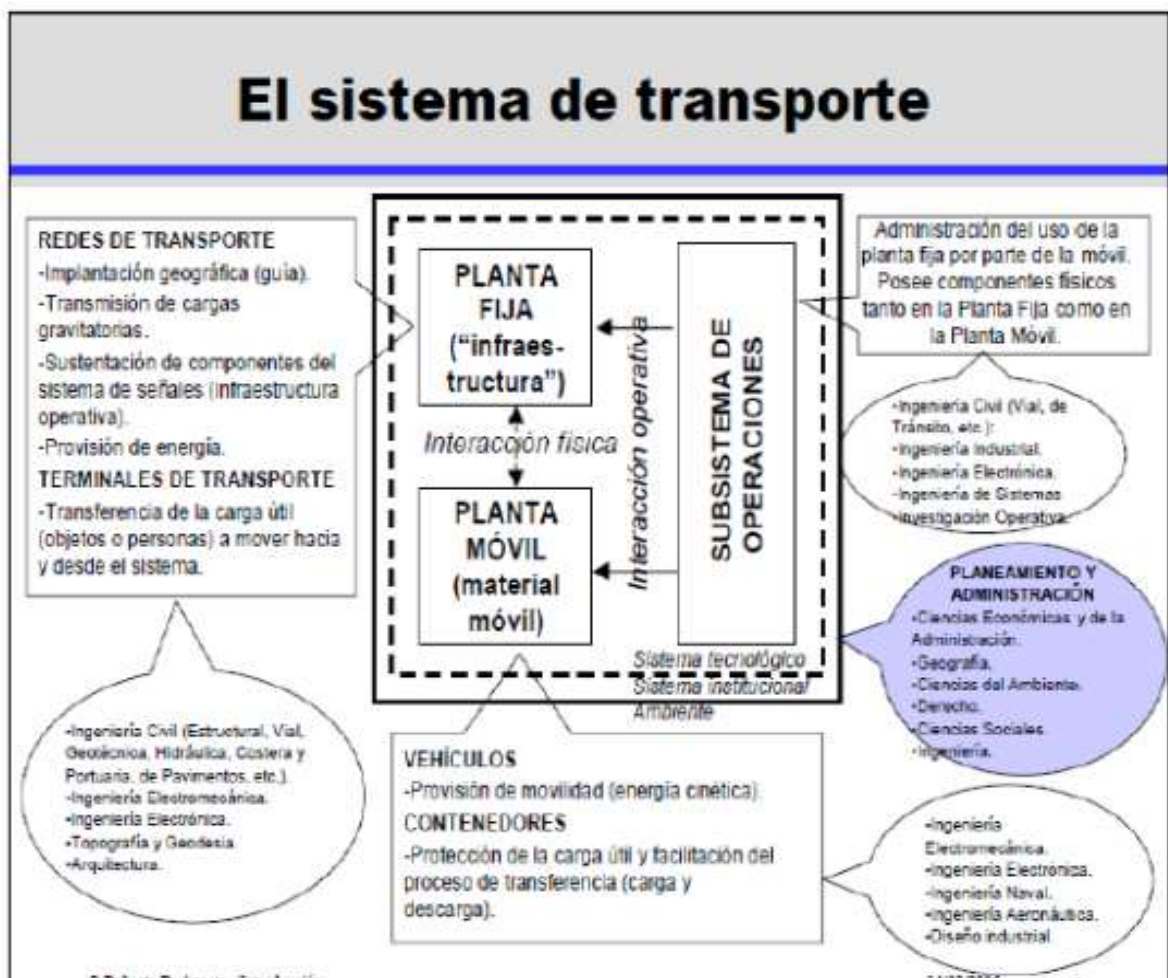 El sistema de transporte
REDES DE TRANSPORTE
-Implantación geográfica (guía).
-Transmisión de cargas
gravitatorias.
-Sustentación de componentes del
sistema de señales (infraestructura
operativa).
-Provisión de energía.
TERMINALES DE TRANSPORTE
-Transferencia de la carga útil
(objetos o personas) a mover hacia
y desde el sistema.
PLANTA
FIJA
(“infraes-
tructura”)
Interacción física
PLANTA
MÓVIL
(material
móvil)
Interacción operativa
SUBSISTEMA DE
OPERACIONES
Sistema tecnológico
Sistema institucional
Ambiente
Administración del uso de la
planta fija por parte de la móvil.
Posee componentes físicos
tanto en la Planta Fija como en
la Planta Móvil.
•Ingeniería Civil (Vial, de
Tránsito, etc.):
•Ingeniería Industrial.
•Ingeniería Electrónica.
•Ingeniería de Sistemas
•Investigación Operativa.
PLANEAMIENTO Y
ADMINISTRACIÓN
•Ciencias Económicas y de la
Administración.
•Geografía.
•Ciencias del Ambiente.
•Derecho.
•Ciencias Sociales.
•Ingeniería.
•Ingeniería Civil (Estructural, Vial,
Geotécnica, Hidráulica, Costera y
Portuaria, de Pavimentos, etc.).
•Ingeniería Electromecánica.
•Ingeniería Electrónica.
•Topografía y Geodesia
•Arquitectura.
VEHÍCULOS
-Provisión de movilidad (energía cinética).
CONTENEDORES
-Protección de la carga útil y facilitación del
proceso de transferencia (carga y
descarga).
•Ingeniería
Electromecánica.
•Ingeniería Electrónica.
•Ingeniería Naval.
•Ingeniería Aeronáutica.
•Diseño industrial